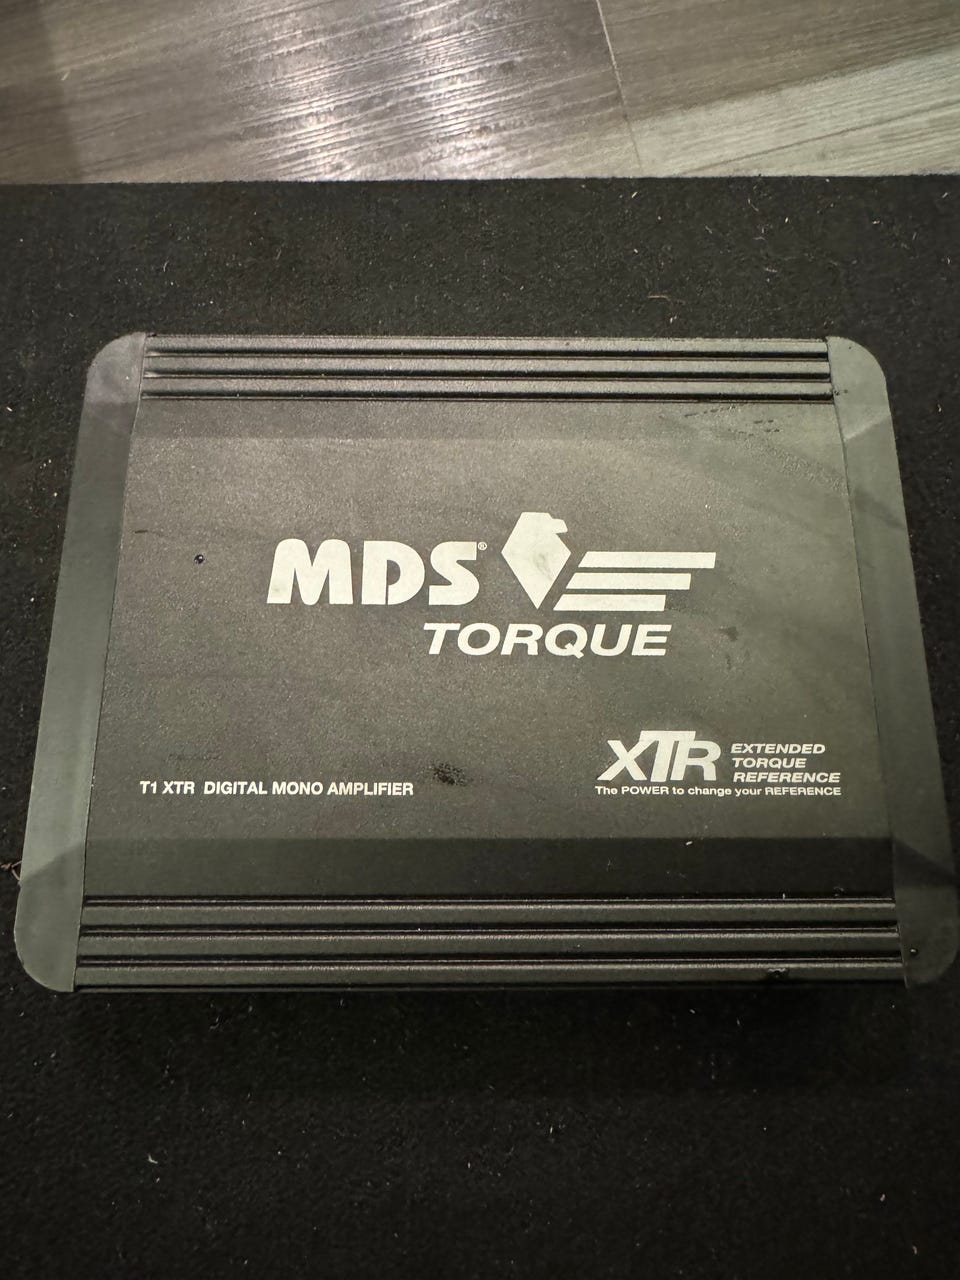 MDS®
TORQUE
XTR EXTENDED
TORQUE
REFERENCE
The POWER to change your REFERENCE
T1 XTR DIGITAL MONO AMPLIFIER